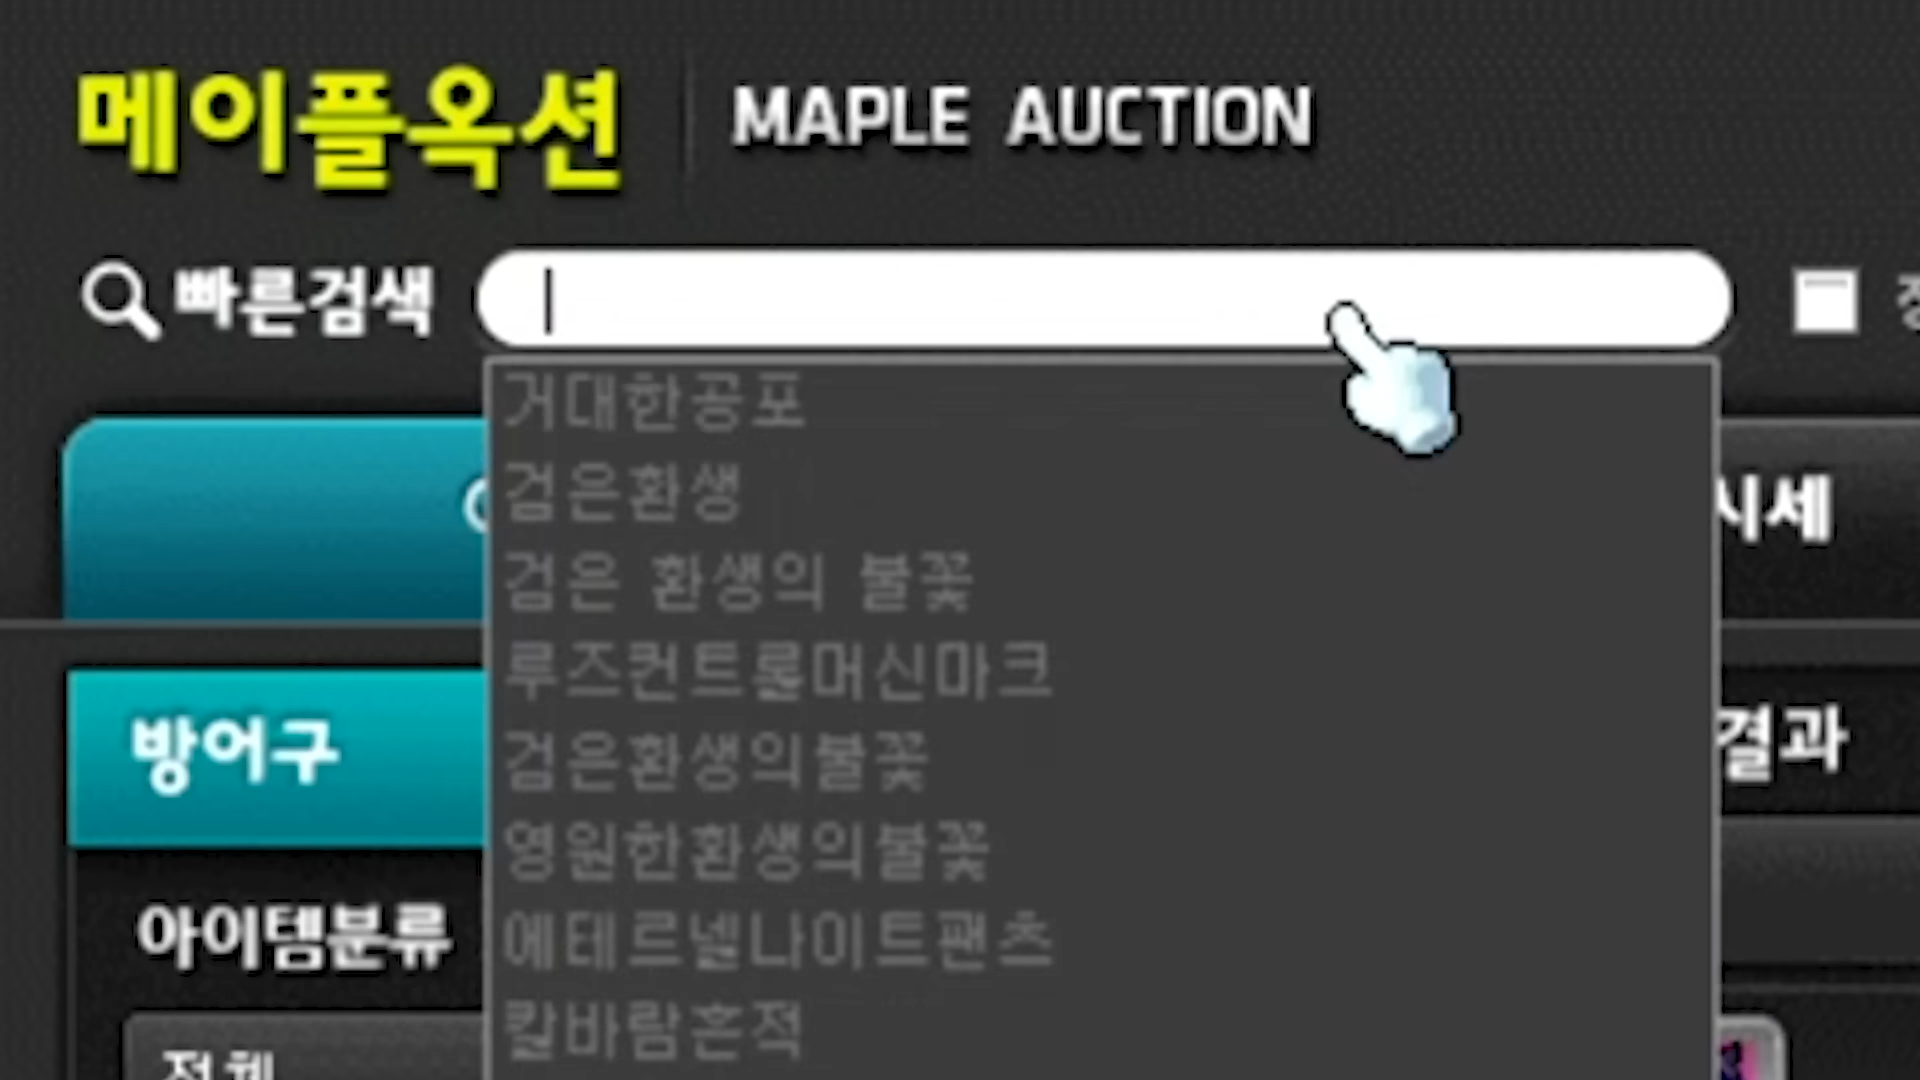 메이플옥션 MAPLE AUCTION
빠른검색
거대한공포
검은환생
검은 환생의 불꽃
루즈컨트롤머신마크
검은환생의불꽃
영원한환생의불꽃
에테르넬나이트팬츠
칼바람흔적
시세
방어구
결과
아이템분류
전체